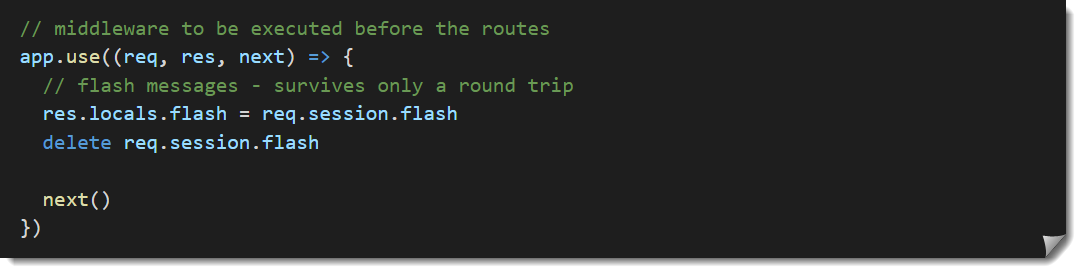 // middleware to be executed before the routes
app.use((req, res, next) => {
  // flash messages - survives only a round trip
  res.locals.flash = req.session.flash
  delete req.session.flash

  next()
})